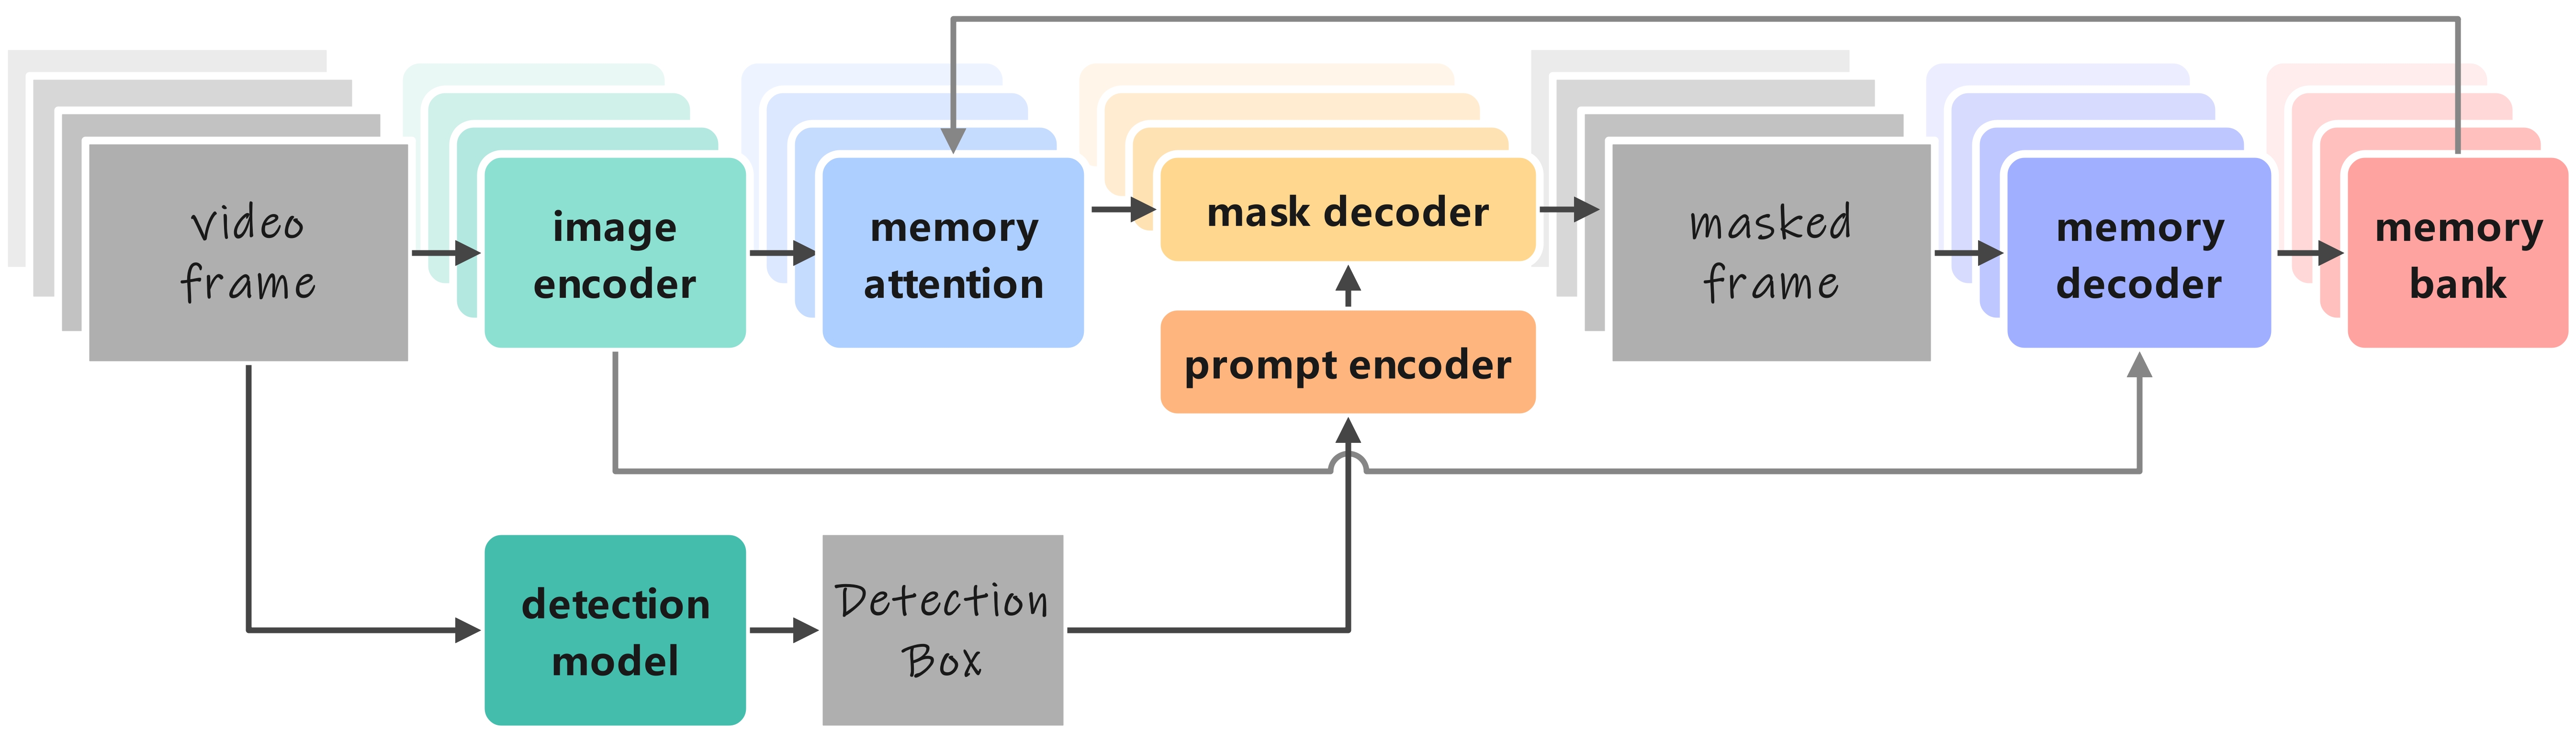 video
frame
image
encoder
memory
attention
mask decoder
prompt encoder
masked
frame
memory
decoder
memory
bank
detection
model
Detection
Box